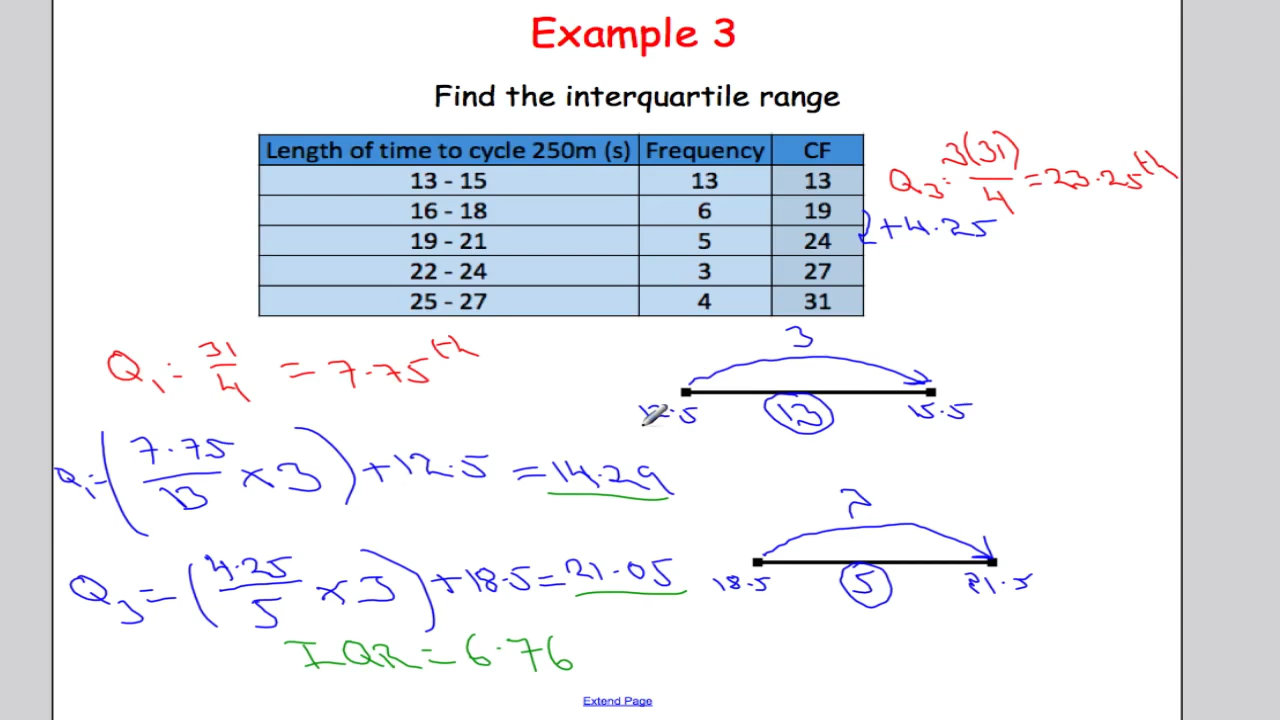 Example 3
Find the interquartile range
Length of time to cycle 250m (s) Frequency CF
13 - 15 13 13
16 - 18 6 19
19 - 21 5 24
22 - 24 3 27
25 - 27 4 31
Q3 = 3(31)/4 = 23.25th
+4.25
Q1 = 31/4 = 7.75th
3
12.5 13 15.5
Q1 = (7.75/13 × 3) + 12.5 = 14.29
18.5 5 21.5
Q3 = (4.25/5 × 3) + 18.5 = 21.05
IQR = 6.76
Extend Page